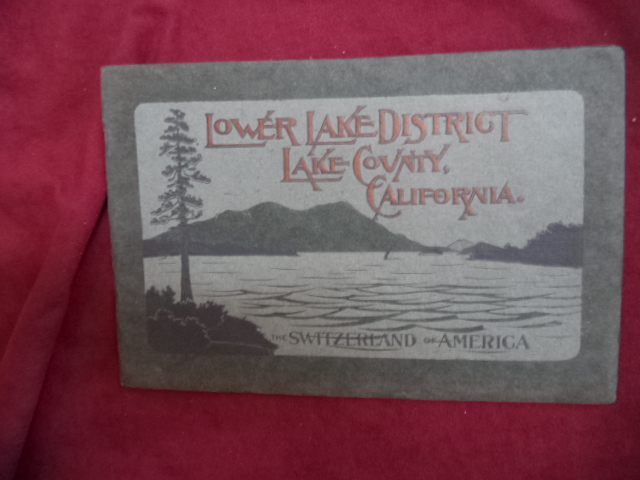 Lower Lake District
Lake County,
California.
The Switzerland of America